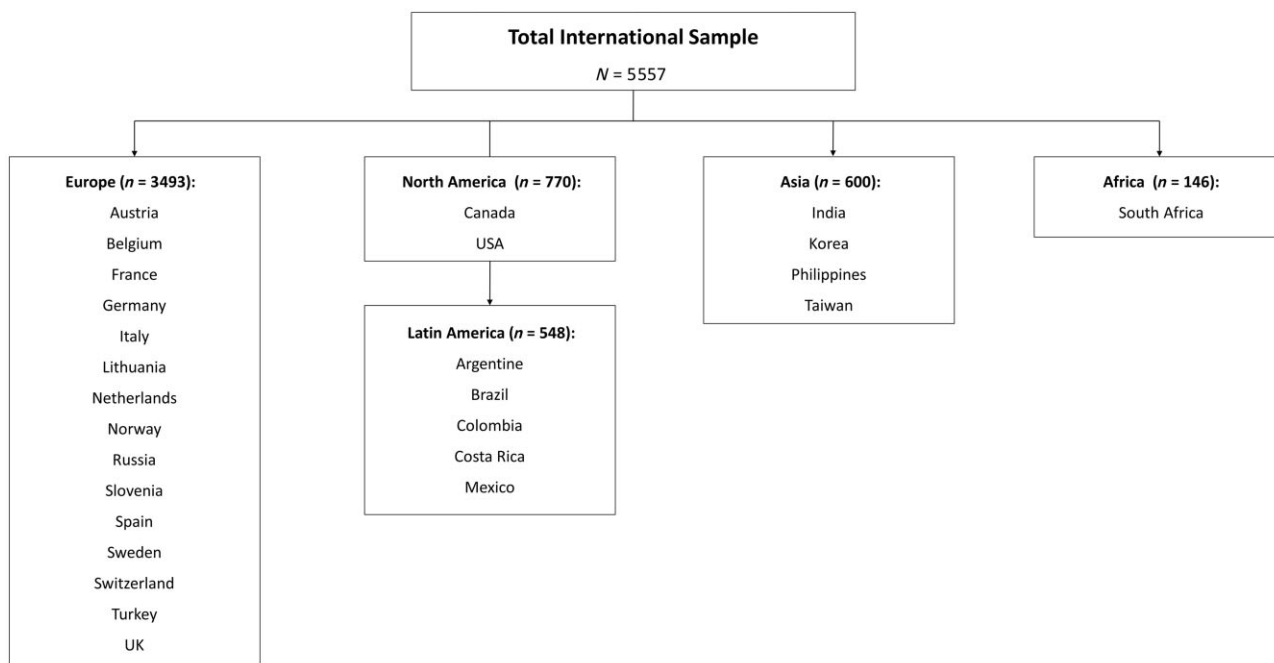 Total International Sample
N = 5557
Europe (n = 3493):
Austria
Belgium
France
Germany
Italy
Lithuania
Netherlands
Norway
Russia
Slovenia
Spain
Sweden
Switzerland
Turkey
UK
North America (n = 770):
Canada
USA
Latin America (n = 548):
Argentine
Brazil
Colombia
Costa Rica
Mexico
Asia (n = 600):
India
Korea
Philippines
Taiwan
Africa (n = 146):
South Africa